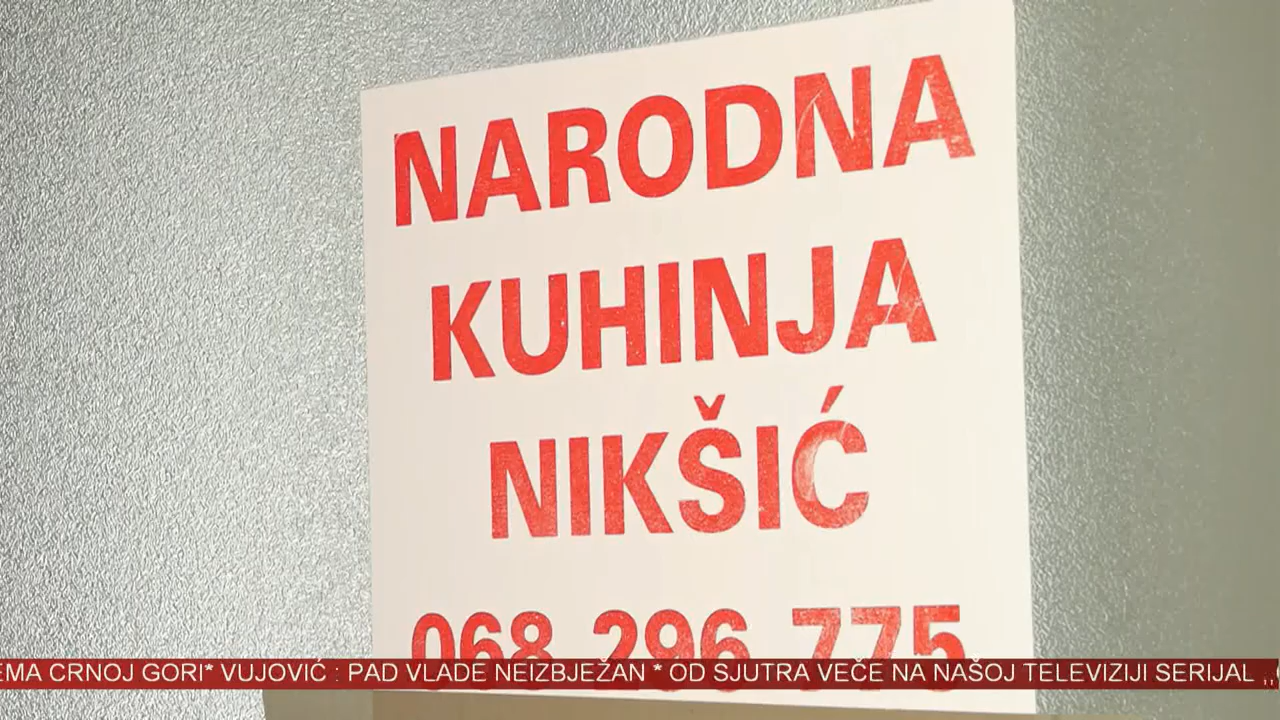 NARODNA
KUHINJA
NIKŠIĆ
068 296 775
CRNOJ GORI* VUJOVIĆ : PAD VLADE NEIZBJEŽAN * OD SJUTRA VEČE NA NAŠOJ TELEVIZIJI SERIJAL ,,